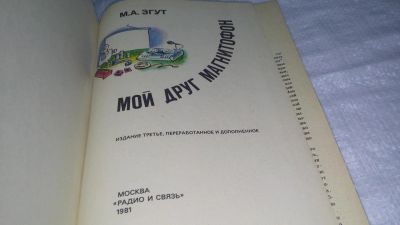 М.А. ЗГУТ
МОЙ ДРУГ МАГНИТОФОН
ИЗДАНИЕ ТРЕТЬЕ, ПЕРЕРАБОТАННОЕ И ДОПОЛНЕННОЕ
МОСКВА
«РАДИО И СВЯЗЬ»
1981